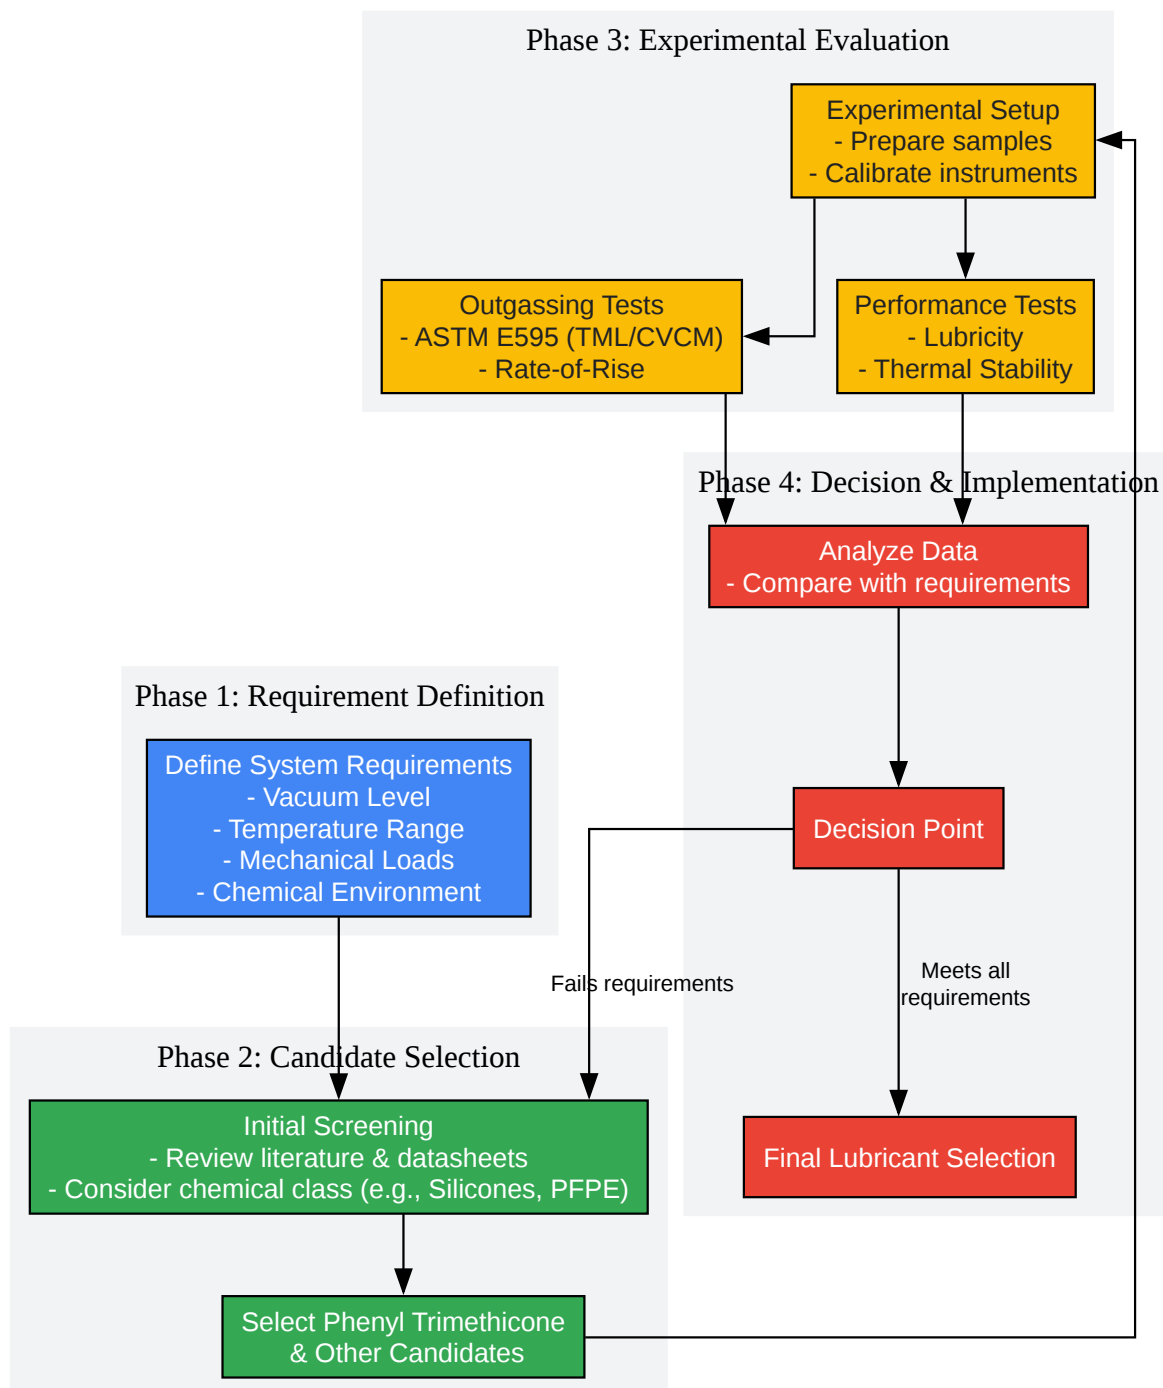 Phase 3: Experimental Evaluation
Experimental Setup
- Prepare samples
- Calibrate instruments
Outgassing Tests
- ASTM E595 (TML/CVCM)
- Rate-of-Rise
Performance Tests
- Lubricity
- Thermal Stability
Phase 4: Decision & Implementation
Analyze Data
- Compare with requirements
Phase 1: Requirement Definition
Define System Requirements
- Vacuum Level
- Temperature Range
- Mechanical Loads
- Chemical Environment
Decision Point
Fails requirements
Meets all
requirements
Phase 2: Candidate Selection
Initial Screening
- Review literature & datasheets
- Consider chemical class (e.g., Silicones, PFPE)
Final Lubricant Selection
Select Phenyl Trimethicone
& Other Candidates